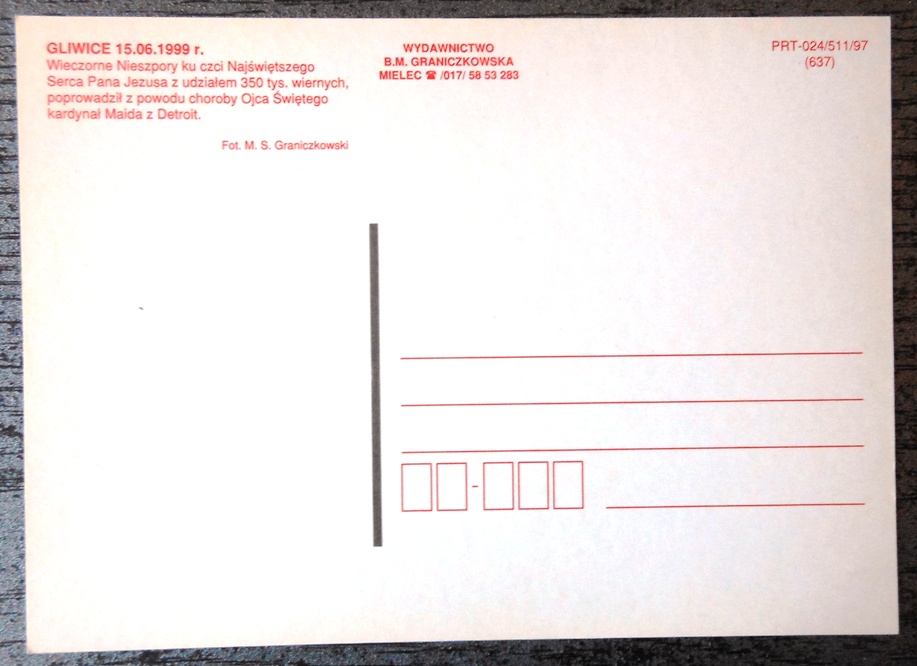 GLIWICE 15.06.1999 r.
Wieczorne Nieszpory ku czci Najświętszego
Serca Pana Jezusa z udziałem 350 tys. wiernych,
poprowadził z powodu choroby Ojca Świętego
kardynał Maida z Detroit.
Fot. M. S. Graniczkowski
WYDAWNICTWO
B.M. GRANICZKOWSKA
MIELEC ☎ /017/ 58 53 283
PRT-024/511/97
(637)
-